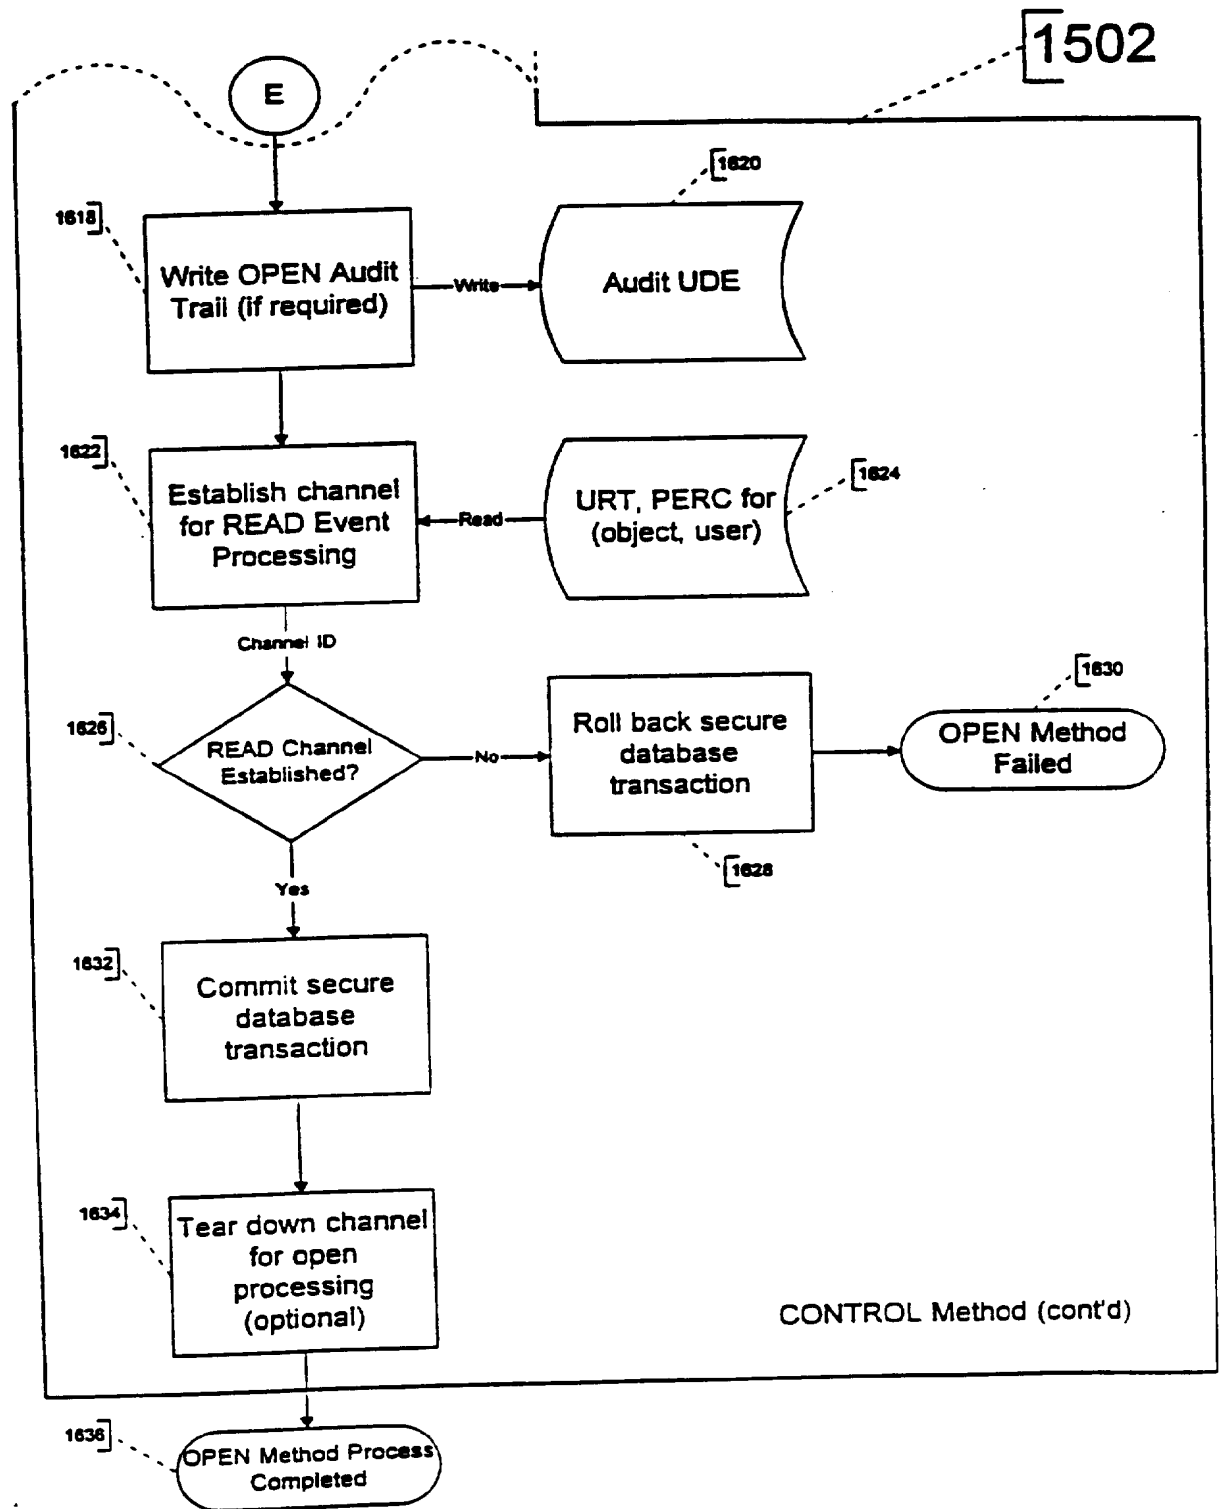 1502
E
1620
1618
Write OPEN Audit
Trail (if required)
Write
Audit UDE
1622
Establish channel
for READ Event
Processing
Read
URT, PERC for
(object, user)
1624
Channel ID
1626
READ Channel
Established?
No
Roll back secure
database
transaction
1628
1630
OPEN Method
Failed
Yes
1632
Commit secure
database
transaction
1634
Tear down channel
for open
processing
(optional)
CONTROL Method (cont'd)
1636
OPEN Method Process
Completed